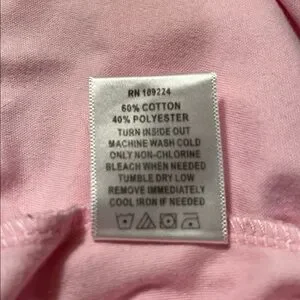 RN 109224
60% COTTON
40% POLYESTER
TURN INSIDE OUT
MACHINE WASH COLD
ONLY NON-CHLORINE
BLEACH WHEN NEEDED
TUMBLE DRY LOW
REMOVE IMMEDIATELY
COOL IRON IF NEEDED